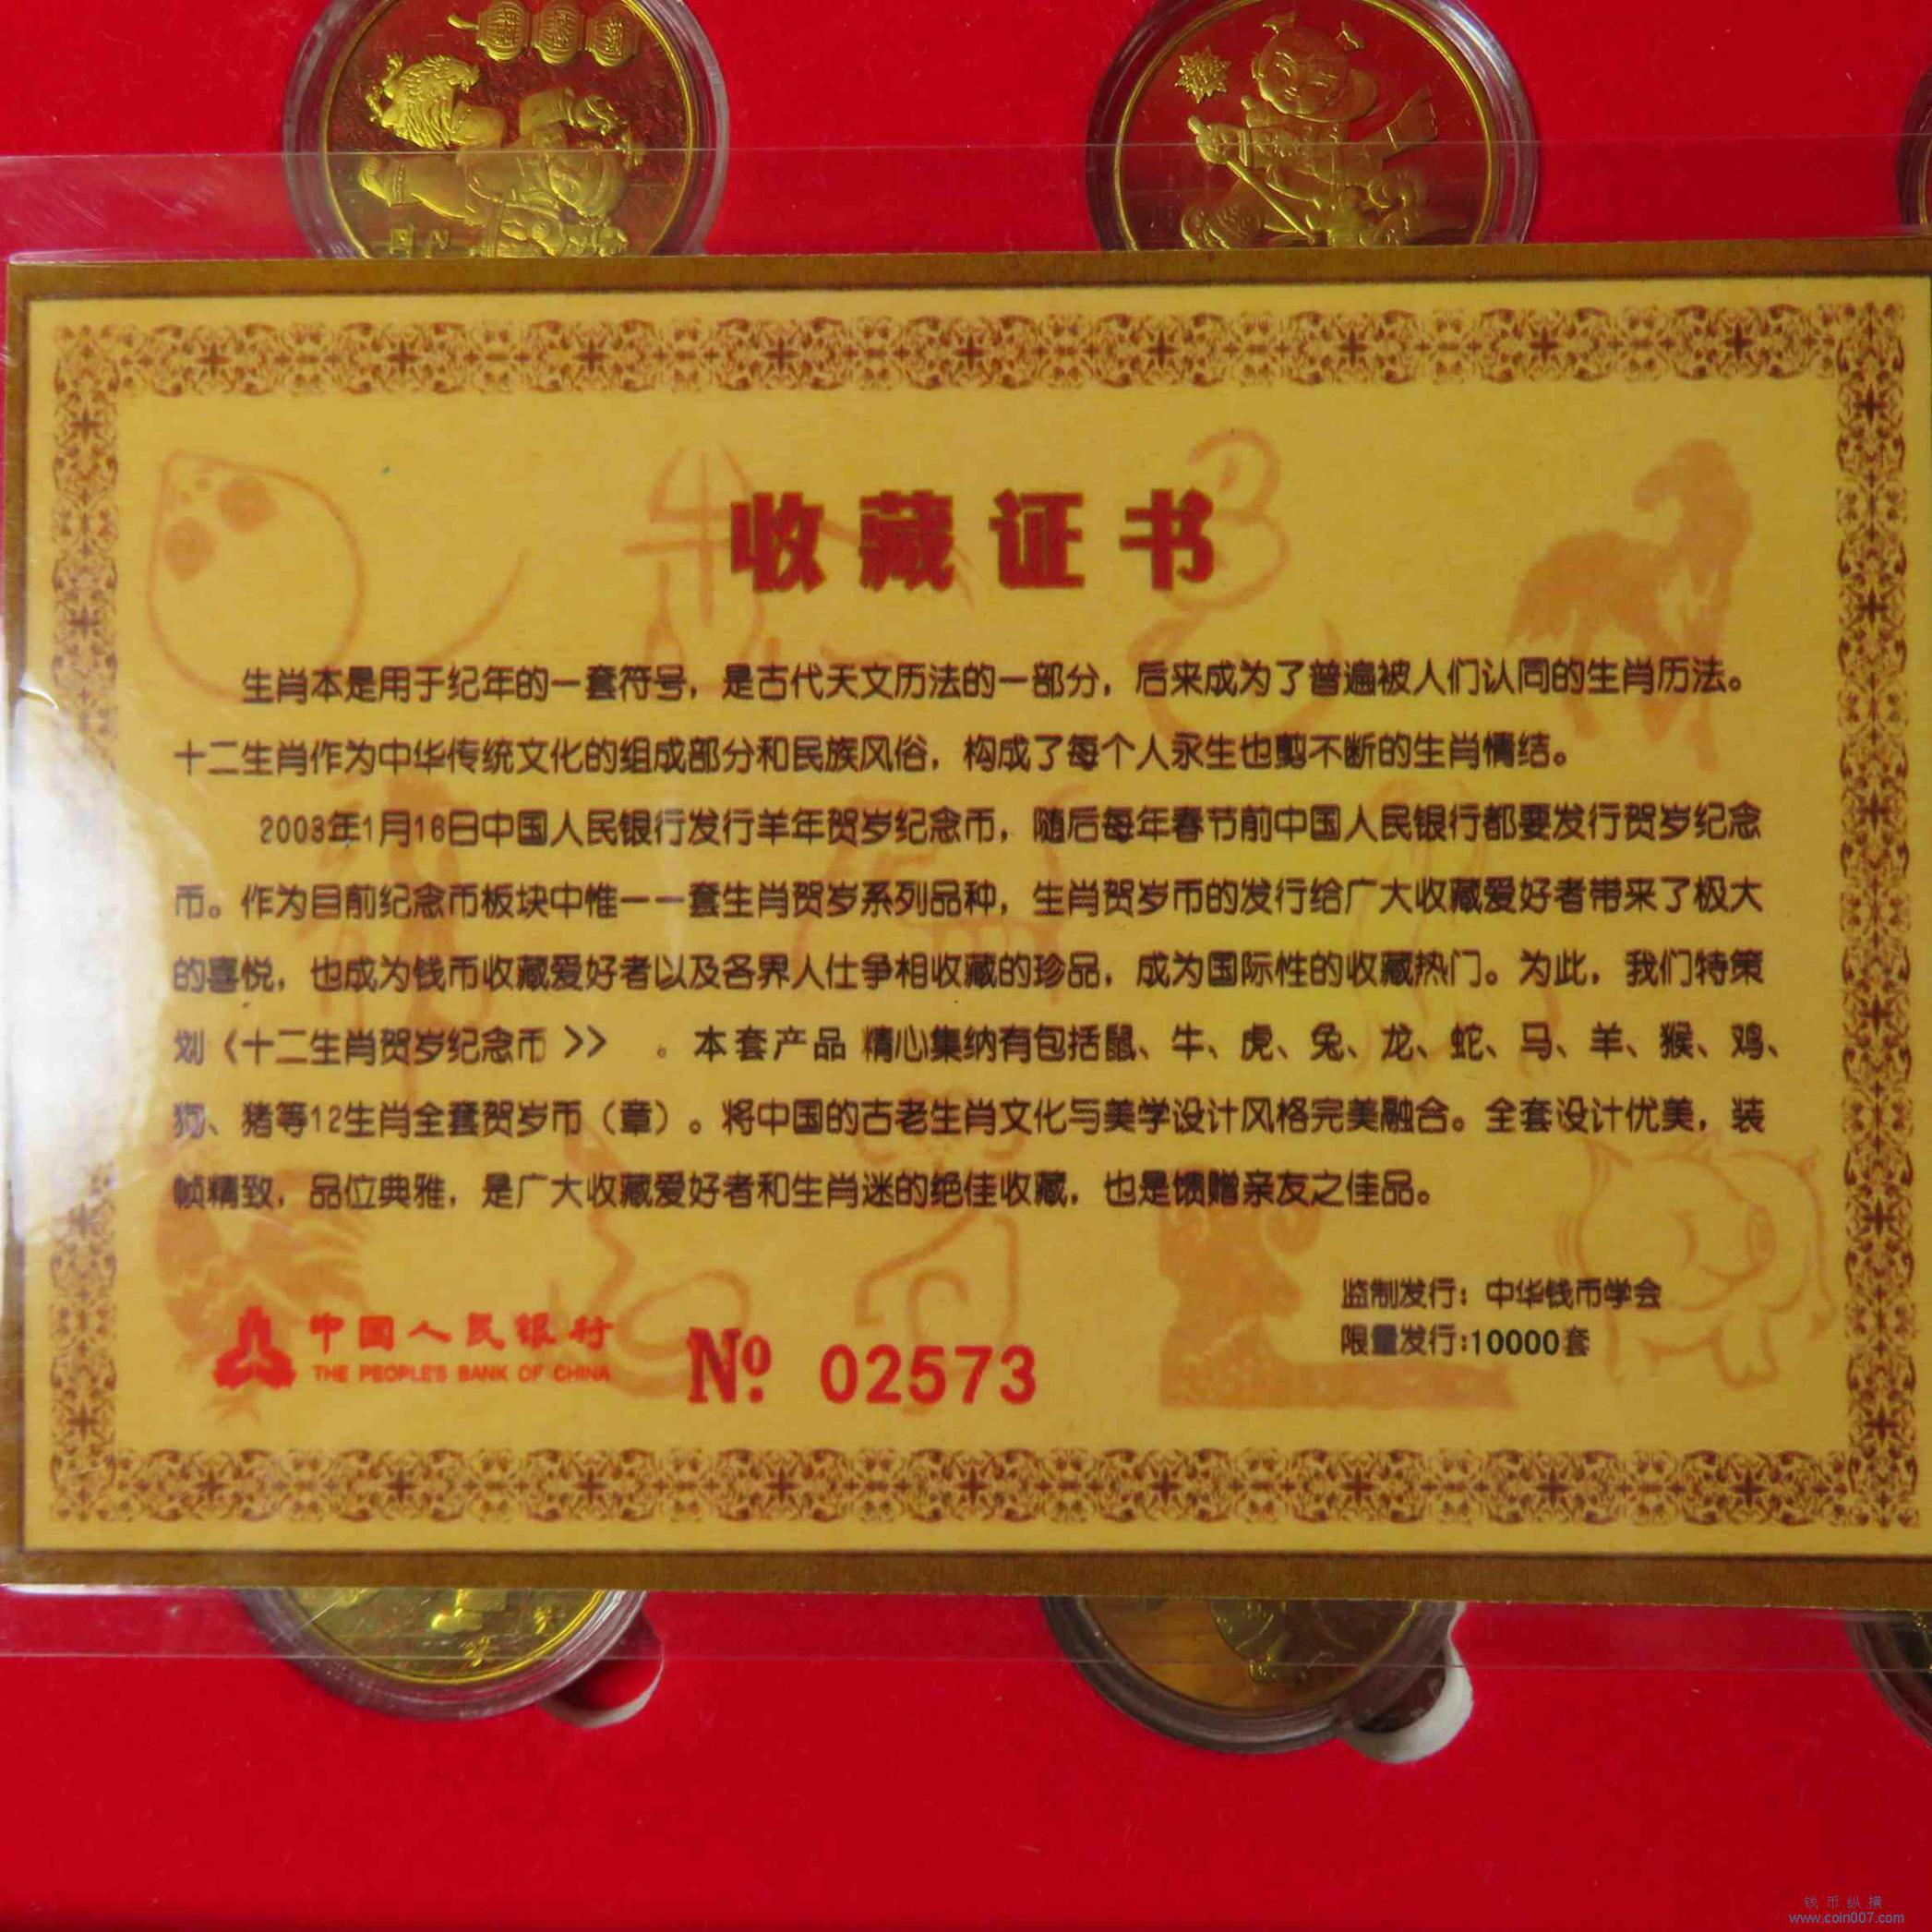 收藏证书
生肖本是用于纪年的一套符号，是古代天文历法的一部分，后来成为了普遍被人们认同的生肖历法。
十二生肖作为中华传统文化的组成部分和民族风俗，构成了每个人永生也剪不断的生肖情结。
2003年1月16日中国人民银行发行羊年贺岁纪念币，随后每年春节前中国人民银行都要发行贺岁纪念
币。作为目前纪念币板块中惟一一套生肖贺岁系列品种，生肖贺岁币的发行给广大收藏爱好者带来了极大
的喜悦，也成为钱币收藏爱好者以及各界人仕争相收藏的珍品，成为国际性的收藏热门。为此，我们特策
划《十二生肖贺岁纪念币 >> 。本套产品 精心集纳有包括鼠、牛、虎、兔、龙、蛇、马、羊、猴、鸡、
狗、猪等12生肖全套贺岁币（章）。将中国的古老生肖文化与美学设计风格完美融合。全套设计优美，装
帧精致，品位典雅，是广大收藏爱好者和生肖迷的绝佳收藏，也是馈赠亲友之佳品。
监制发行：中华钱币学会
限量发行:10000套
中国人民银行
THE PEOPLE'S BANK OF CHINA
№ 02573
钱币纵横
www.coin007.com